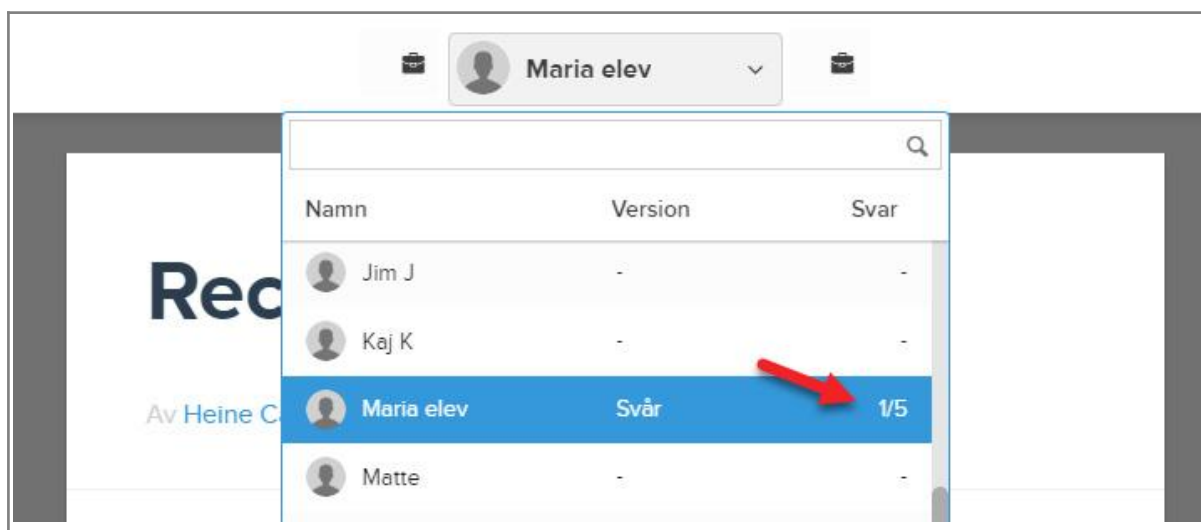 Maria elev
Namn Version Svar
Jim J - -
Rec
Kaj K - -
Av Heine C
Maria elev Svår 1/5
Matte - -